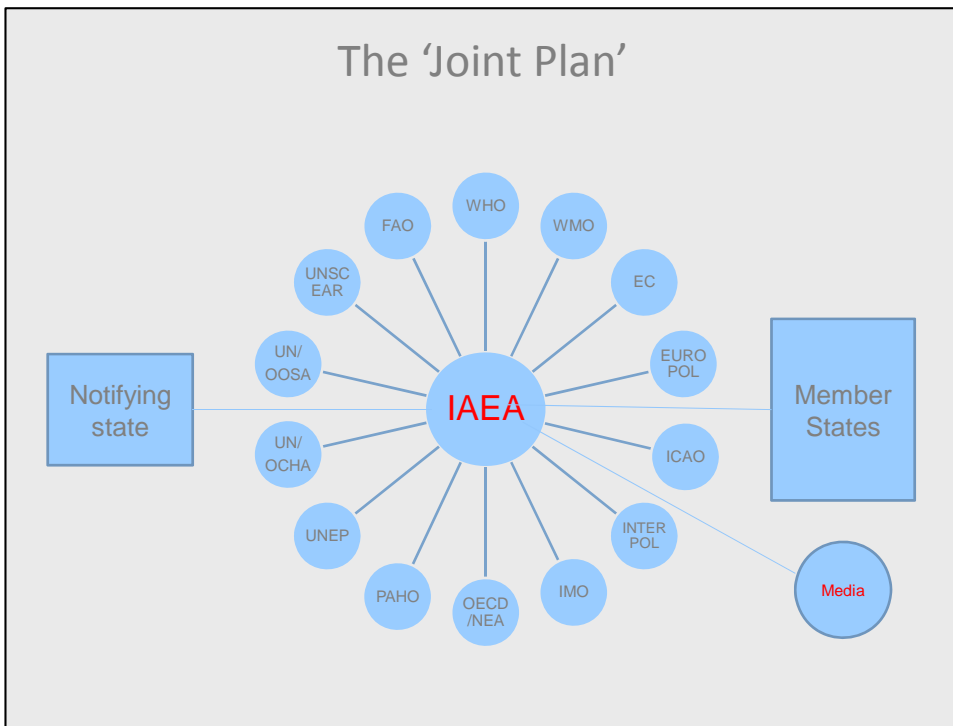 The ‘Joint Plan’
WHO
FAO
WMO
UNSC
EAR
EC
UN/
OOSA
EURO
POL
Notifying
state
IAEA
Member
States
UN/
OCHA
ICAO
UNEP
INTER
POL
PAHO
OECD
/NEA
IMO
Media